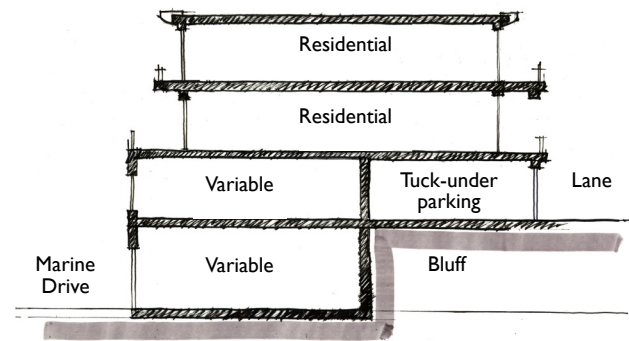 Residential
Residential
Variable
Tuck-under
parking
Lane
Marine
Drive
Variable
Bluff